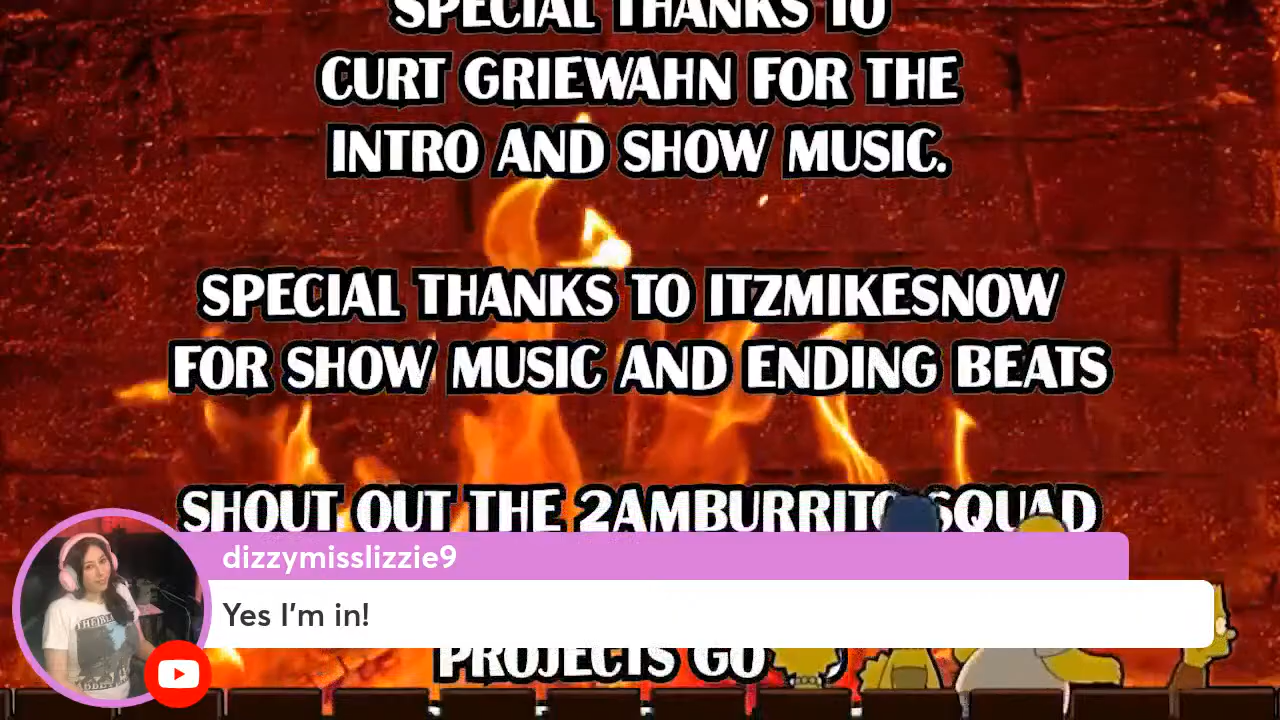 SPECIAL THANKS TO
CURT GRIEWAHN FOR THE
INTRO AND SHOW MUSIC.
SPECIAL THANKS TO ITZMIKESNOW
FOR SHOW MUSIC AND ENDING BEATS
SHOUT OUT THE 2AMBURRITO SQUAD
dizzymisslizzie9
Yes I'm in!
PROJECTS GO